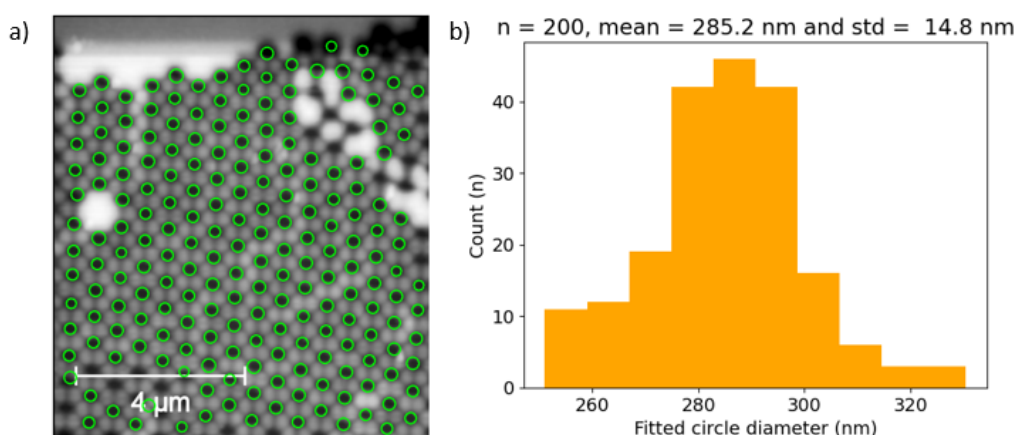 a)
4 µm
b)
n = 200, mean = 285.2 nm and std =  14.8 nm
Count (n)
40
30
20
10
0
260
280
300
320
Fitted circle diameter (nm)